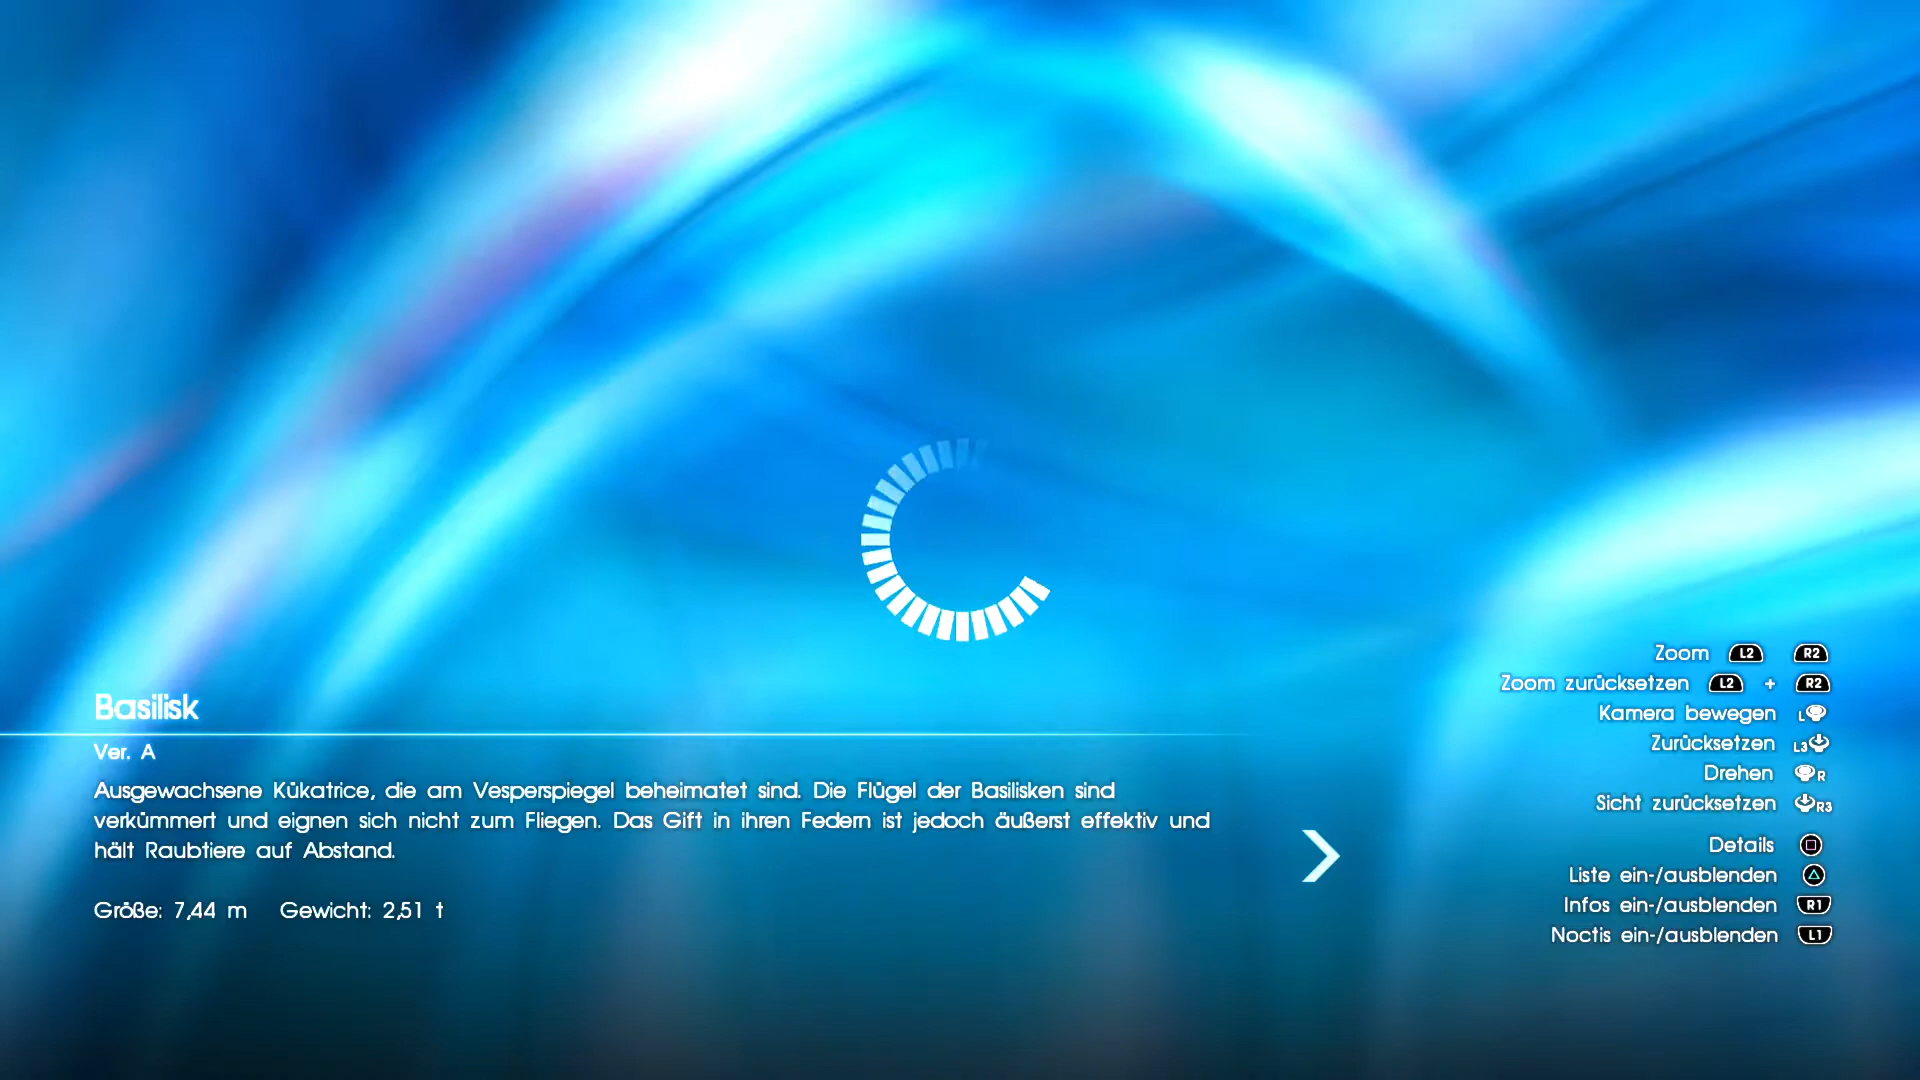 Basilisk
Ver. A
Ausgewachsene Kükatrice, die am Vesperspiegel beheimatet sind. Die Flügel der Basilisken sind
verkümmert und eignen sich nicht zum Fliegen. Das Gift in ihren Federn ist jedoch äußerst effektiv und
hält Raubtiere auf Abstand.
Größe: 7,44 m Gewicht: 2,51 t
Zoom L2 R2
Zoom zurücksetzen L2 + R2
Kamera bewegen L
Zurücksetzen L3
Drehen R
Sicht zurücksetzen R3
Details
Liste ein-/ausblenden
Infos ein-/ausblenden R1
Noctis ein-/ausblenden L1